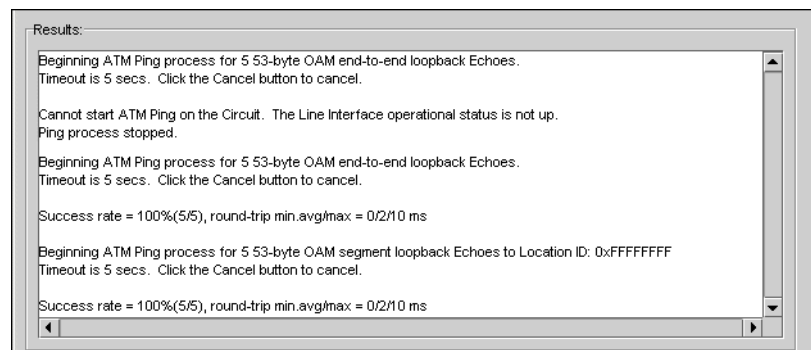 Results:
Beginning ATM Ping process for 5 53-byte OAM end-to-end loopback Echoes.
Timeout is 5 secs.  Click the Cancel button to cancel.
Cannot start ATM Ping on the Circuit.  The Line Interface operational status is not up.
Ping process stopped.
Beginning ATM Ping process for 5 53-byte OAM end-to-end loopback Echoes.
Timeout is 5 secs.  Click the Cancel button to cancel.
Success rate = 100%(5/5), round-trip min.avg/max = 0/2/10 ms
Beginning ATM Ping process for 5 53-byte OAM segment loopback Echoes to Location ID: 0xFFFFFFFF
Timeout is 5 secs.  Click the Cancel button to cancel.
Success rate = 100%(5/5), round-trip min.avg/max = 0/2/10 ms